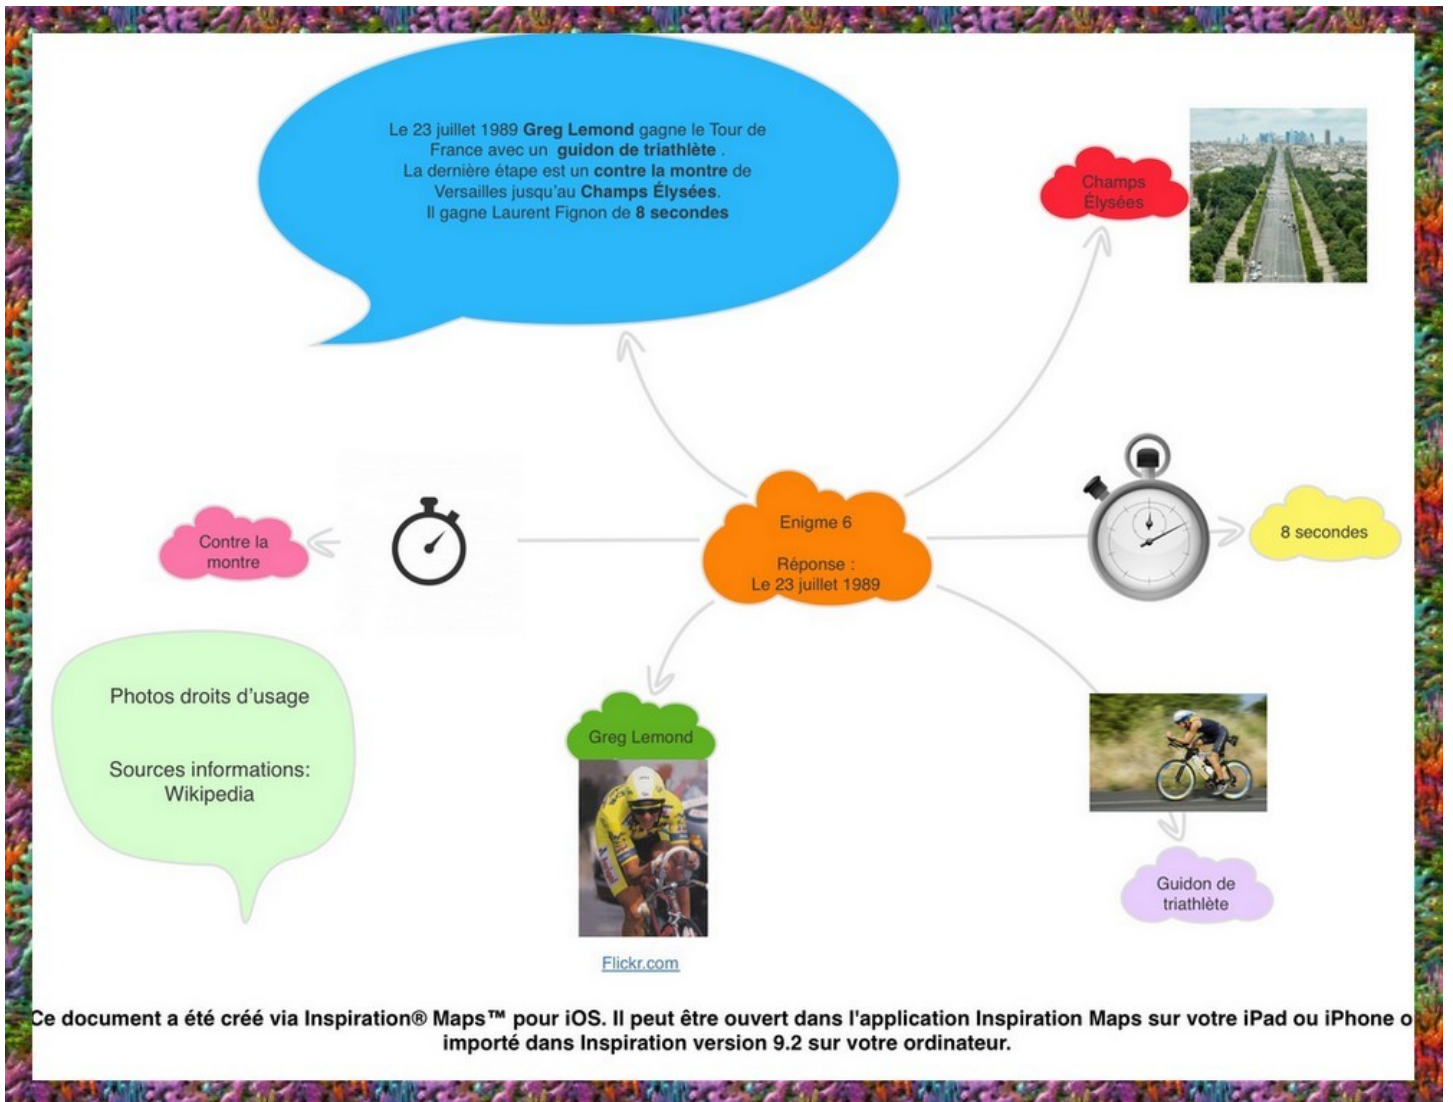 Le 23 juillet 1989 Greg Lemond gagne le Tour de
France avec un guidon de triathlète .
La dernière étape est un contre la montre de
Versailles jusqu'au Champs Élysées.
Il gagne Laurent Fignon de 8 secondes
Champs
Élysées
Enigme 6
Réponse :
Le 23 juillet 1989
8 secondes
Contre la
montre
Photos droits d'usage
Sources informations:
Wikipedia
Greg Lemond
Flickr.com
Guidon de
triathlète
Ce document a été créé via Inspiration® Maps™ pour iOS. Il peut être ouvert dans l'application Inspiration Maps sur votre iPad ou iPhone o
importé dans Inspiration version 9.2 sur votre ordinateur.